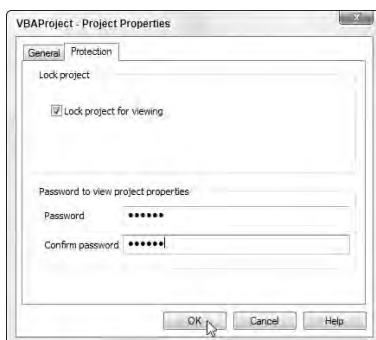 VBAProject - Project Properties
General Protection
Lock project
Lock project for viewing
Password to view project properties
Password ••••••
Confirm password ••••••
OK Cancel Help